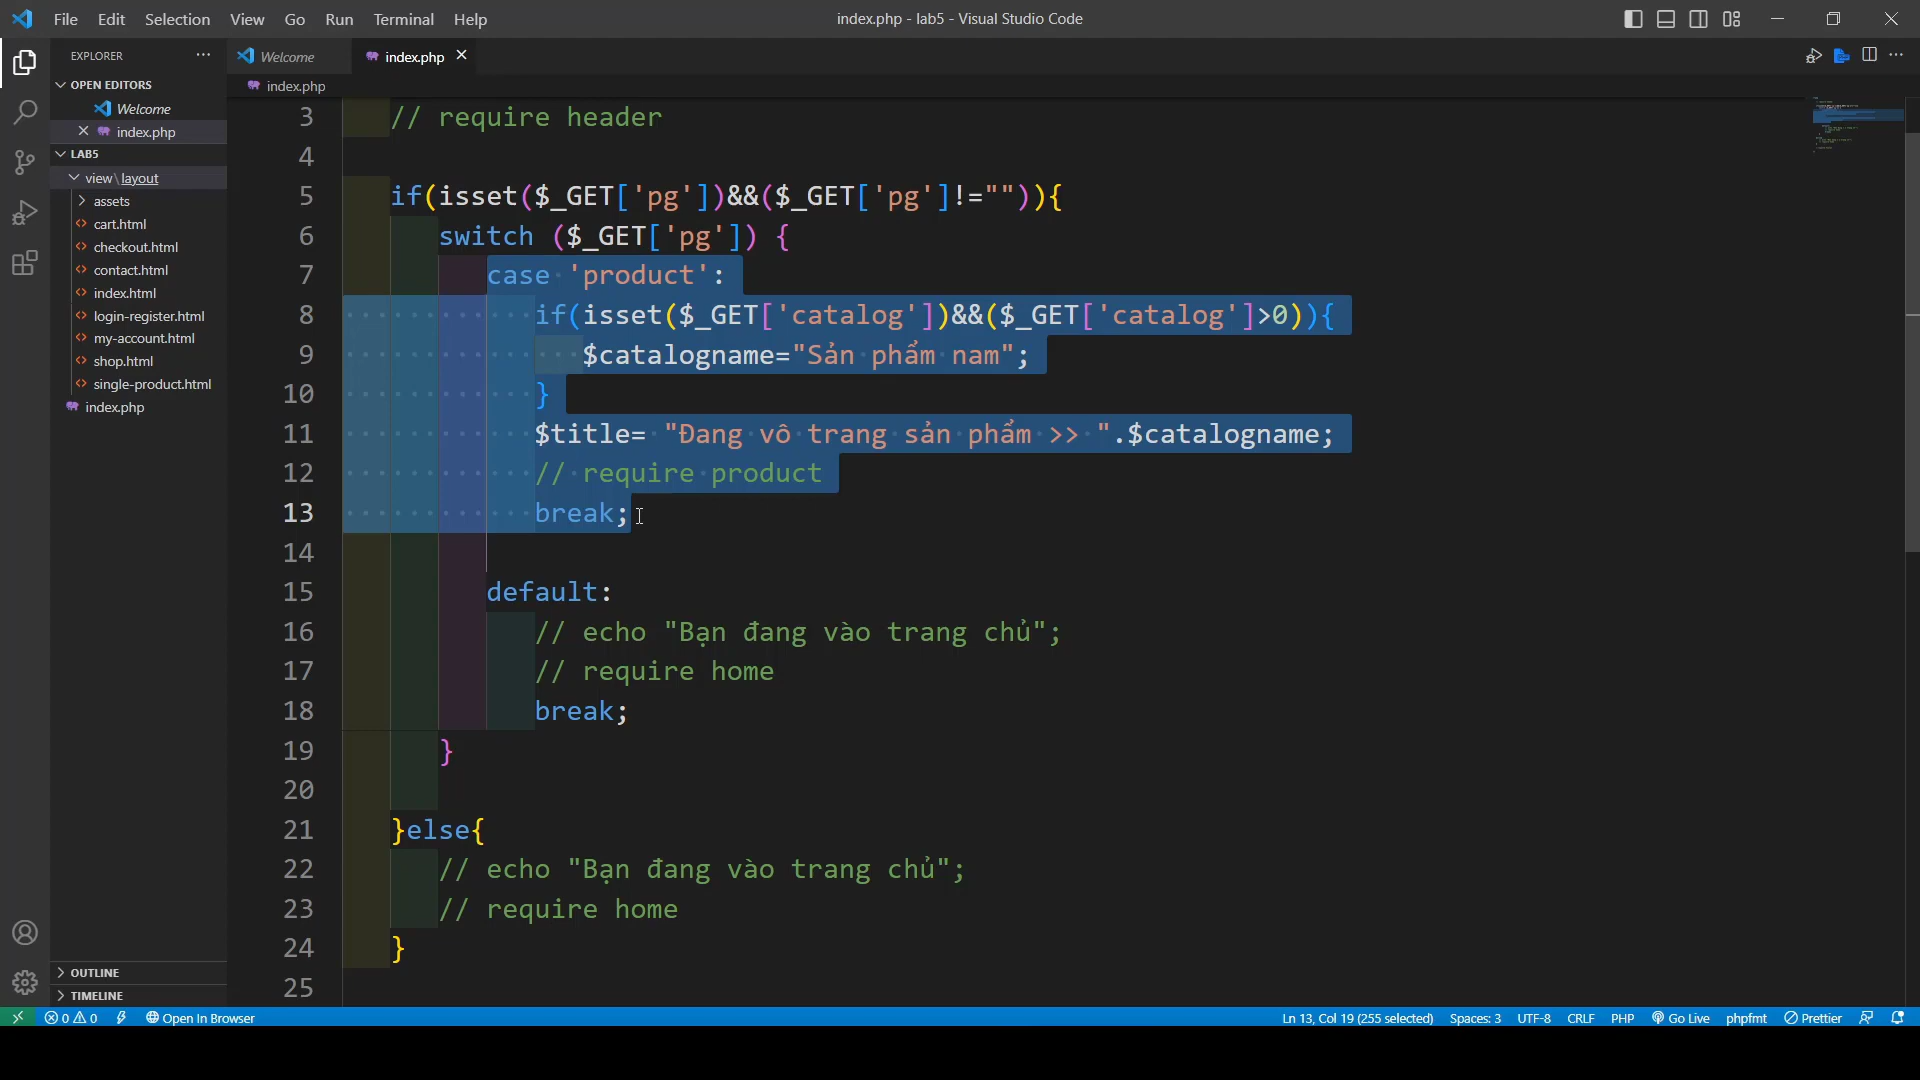 File Edit Selection View Go Run Terminal Help
index.php - lab5 - Visual Studio Code
EXPLORER
OPEN EDITORS
Welcome
index.php
LAB5
view\layout
assets
cart.html
checkout.html
contact.html
index.html
login-register.html
my-account.html
shop.html
single-product.html
index.php
OUTLINE
TIMELINE
Welcome
index.php
index.php
3 // require header
4
5 if(isset($_GET['pg'])&&($_GET['pg']!="")){
6 switch ($_GET['pg']) {
7 case 'product':
8 if(isset($_GET['catalog'])&&($_GET['catalog']>0)){
9 $catalogname="Sản phẩm nam";
10 }
11 $title= "Đang vô trang sản phẩm >> ".$catalogname;
12 // require product
13 break;
14
15 default:
16 // echo "Bạn đang vào trang chủ";
17 // require home
18 break;
19 }
20
21 }else{
22 // echo "Bạn đang vào trang chủ";
23 // require home
24 }
25
0 0 Open In Browser
Ln 13, Col 19 (255 selected) Spaces: 3 UTF-8 CRLF PHP Go Live phpfmt Prettier